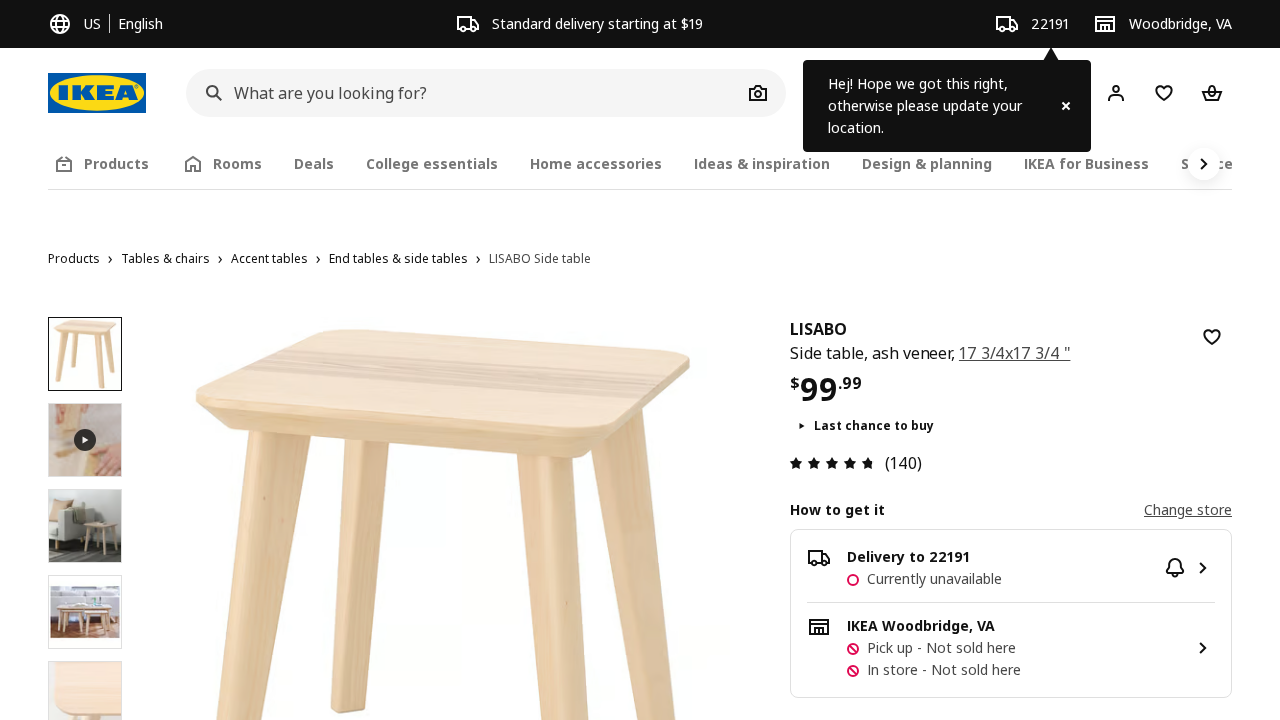 US
English
Standard delivery starting at $19
22191
Woodbridge, VA
IKEA
What are you looking for?
Hej! Hope we got this right,
otherwise please update your
location.
Products
Rooms
Deals
College essentials
Home accessories
Ideas & inspiration
Design & planning
IKEA for Business
Products › Tables & chairs › Accent tables › End tables & side tables › LISABO Side table
LISABO
Side table, ash veneer, 17 3/4x17 3/4 "
$99.99
Last chance to buy
(140)
How to get it
Change store
Delivery to 22191
Currently unavailable
IKEA Woodbridge, VA
Pick up - Not sold here
In store - Not sold here